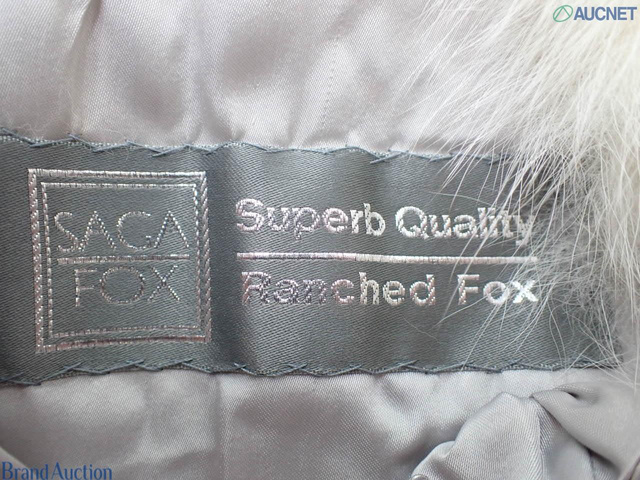 AUCNET
SAGA
FOX
Superb Quality
Ranched Fox
Brand Auction